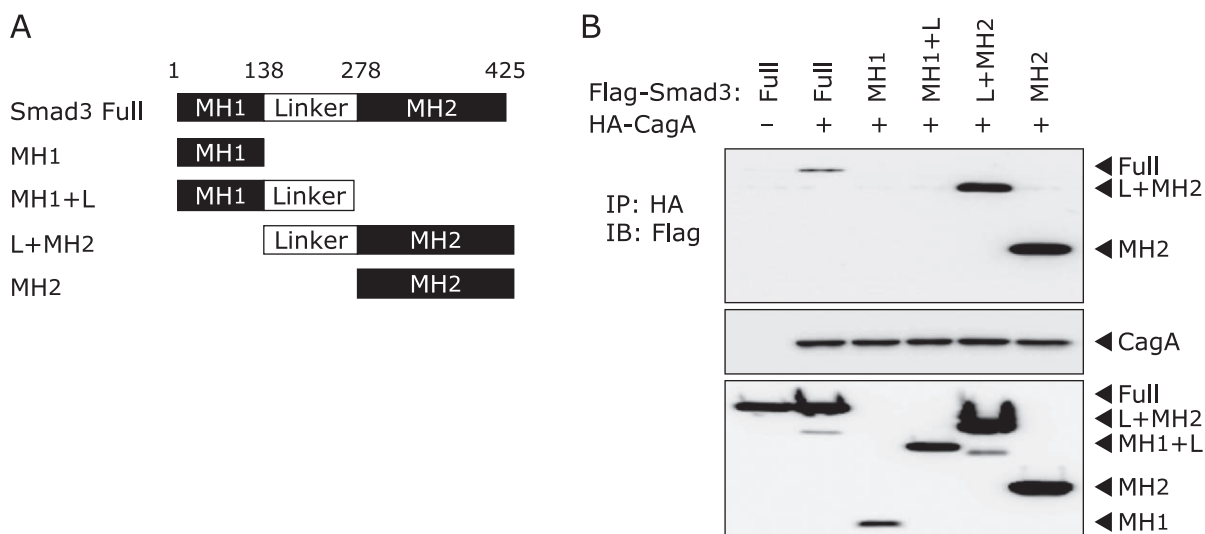 A
1 138 278 425
Smad3 Full MH1 Linker MH2
MH1 MH1
MH1+L MH1 Linker
L+MH2 Linker MH2
MH2 MH2
B
Flag-Smad3: Full Full MH1 MH1+L L+MH2 MH2
HA-CagA – + + + + +
IP: HA
IB: Flag
Full
L+MH2
MH2
CagA
Full
L+MH2
MH1+L
MH2
MH1